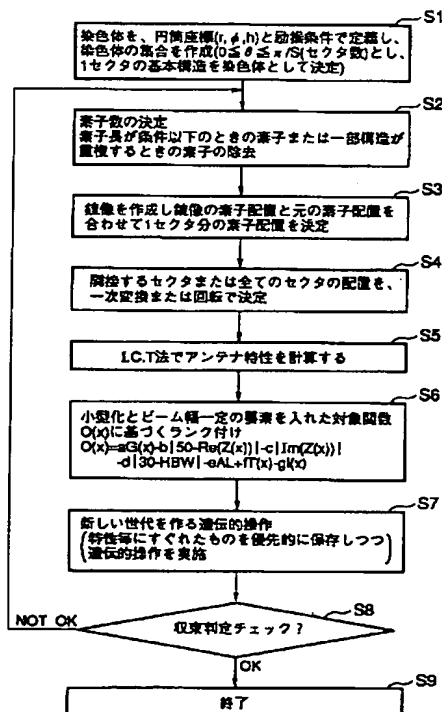 S1
染色体を、円筒座標(r, φ,h)と励振条件で定義し、
染色体の集合を作成(0≦θ≦π/S(セクタ数)とし、
1セクタの基本構造を染色体として決定)
S2
素子数の決定
素子長が条件以下のときの素子または一部構造が
重複するときの素子の除去
S3
鏡像を作成し鏡像の素子配置と元の素子配置を
合わせて1セクタ分の素子配置を決定
S4
隣接するセクタまたは全てのセクタの配置を、
一次変換または回転で決定
S5
I.C.T法でアンテナ特性を計算する
S6
小型化とビーム幅一定の要素を入れた対象関数
O(x)に基づくランク付け
O(x)=aG(x)-b|50-Re(Z(x))|-c|Im(Z(x))|
-d|30-HBW|-eAL+fT(x)-gI(x)
S7
新しい世代を作る遺伝的操作
(特性毎にすぐれたものを優先的に保存しつつ
遺伝的操作を実施)
S8
NOT OK
収束判定チェック?
OK
S9
終了